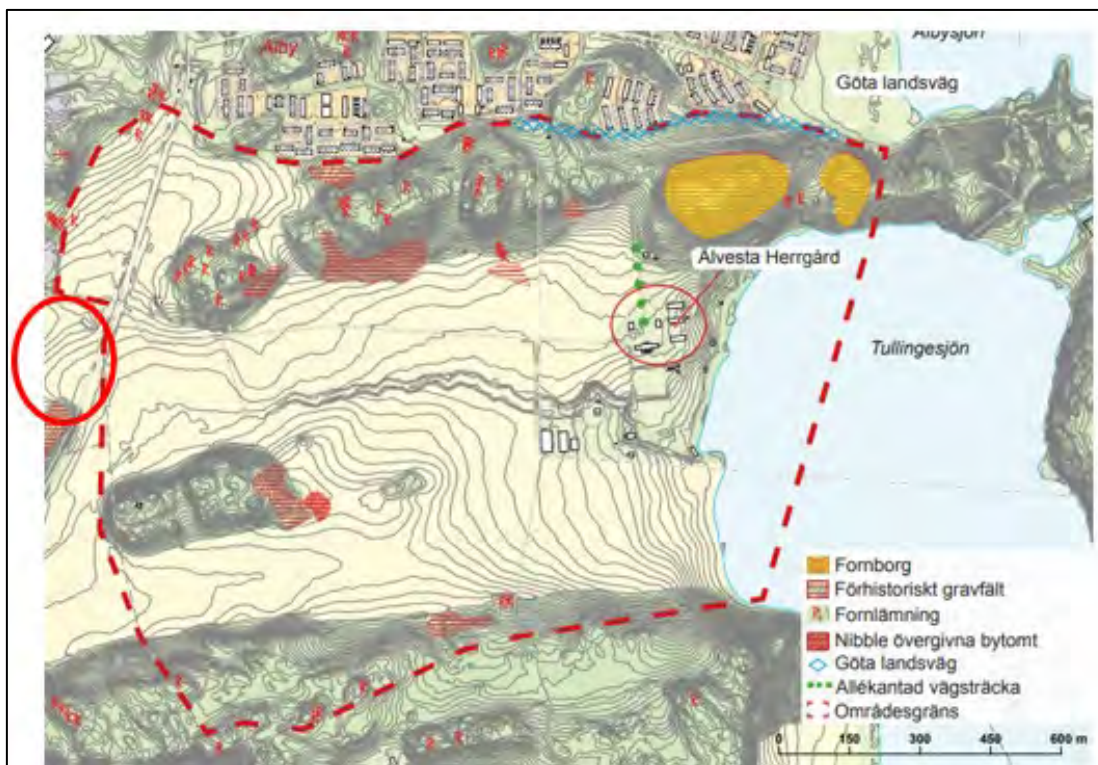 Alby
Albysjön
Göta landsväg
Alvesta Herrgård
Tullingesjön
Fornborg
Förhistoriskt gravfält
Fornlämning
Nibble övergivna bytomt
Göta landsväg
Allékantad vägsträcka
Områdesgräns
0 150 300 450 600 m